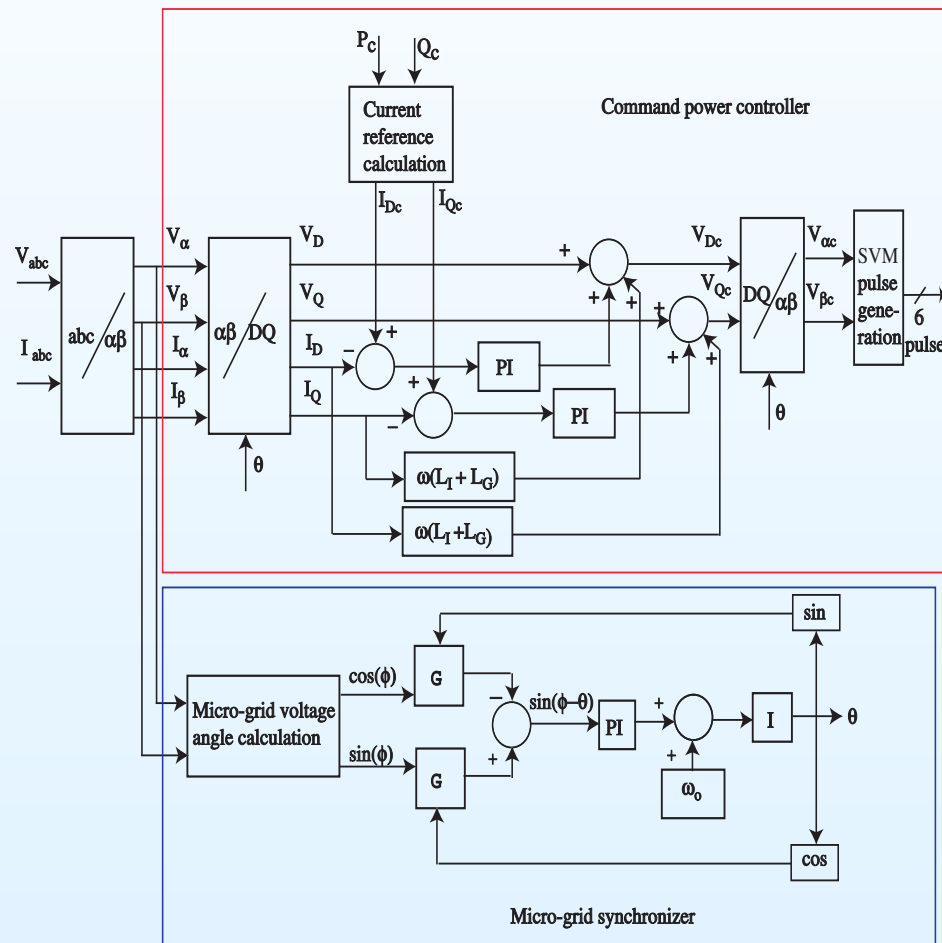 P_C
Q_C
Current
reference
calculation
Command power controller
I_Dc
I_Qc
V_abc
I_abc
abc
αβ
V_α
V_β
I_α
I_β
αβ
DQ
θ
V_D
V_Q
I_D
I_Q
+
+
+
+
+
+
−
+
+
−
PI
PI
ω(L_I + L_G)
ω(L_I +L_G)
V_Dc
V_Qc
DQ
αβ
θ
V_αc
V_βc
SVM
pulse
gene-
ration
6
pulse
sin
Micro-grid voltage
angle calculation
cos(ϕ)
sin(ϕ)
G
G
−
+
sin(ϕ−θ)
PI
+
+
ω_o
I
θ
cos
Micro-grid synchronizer